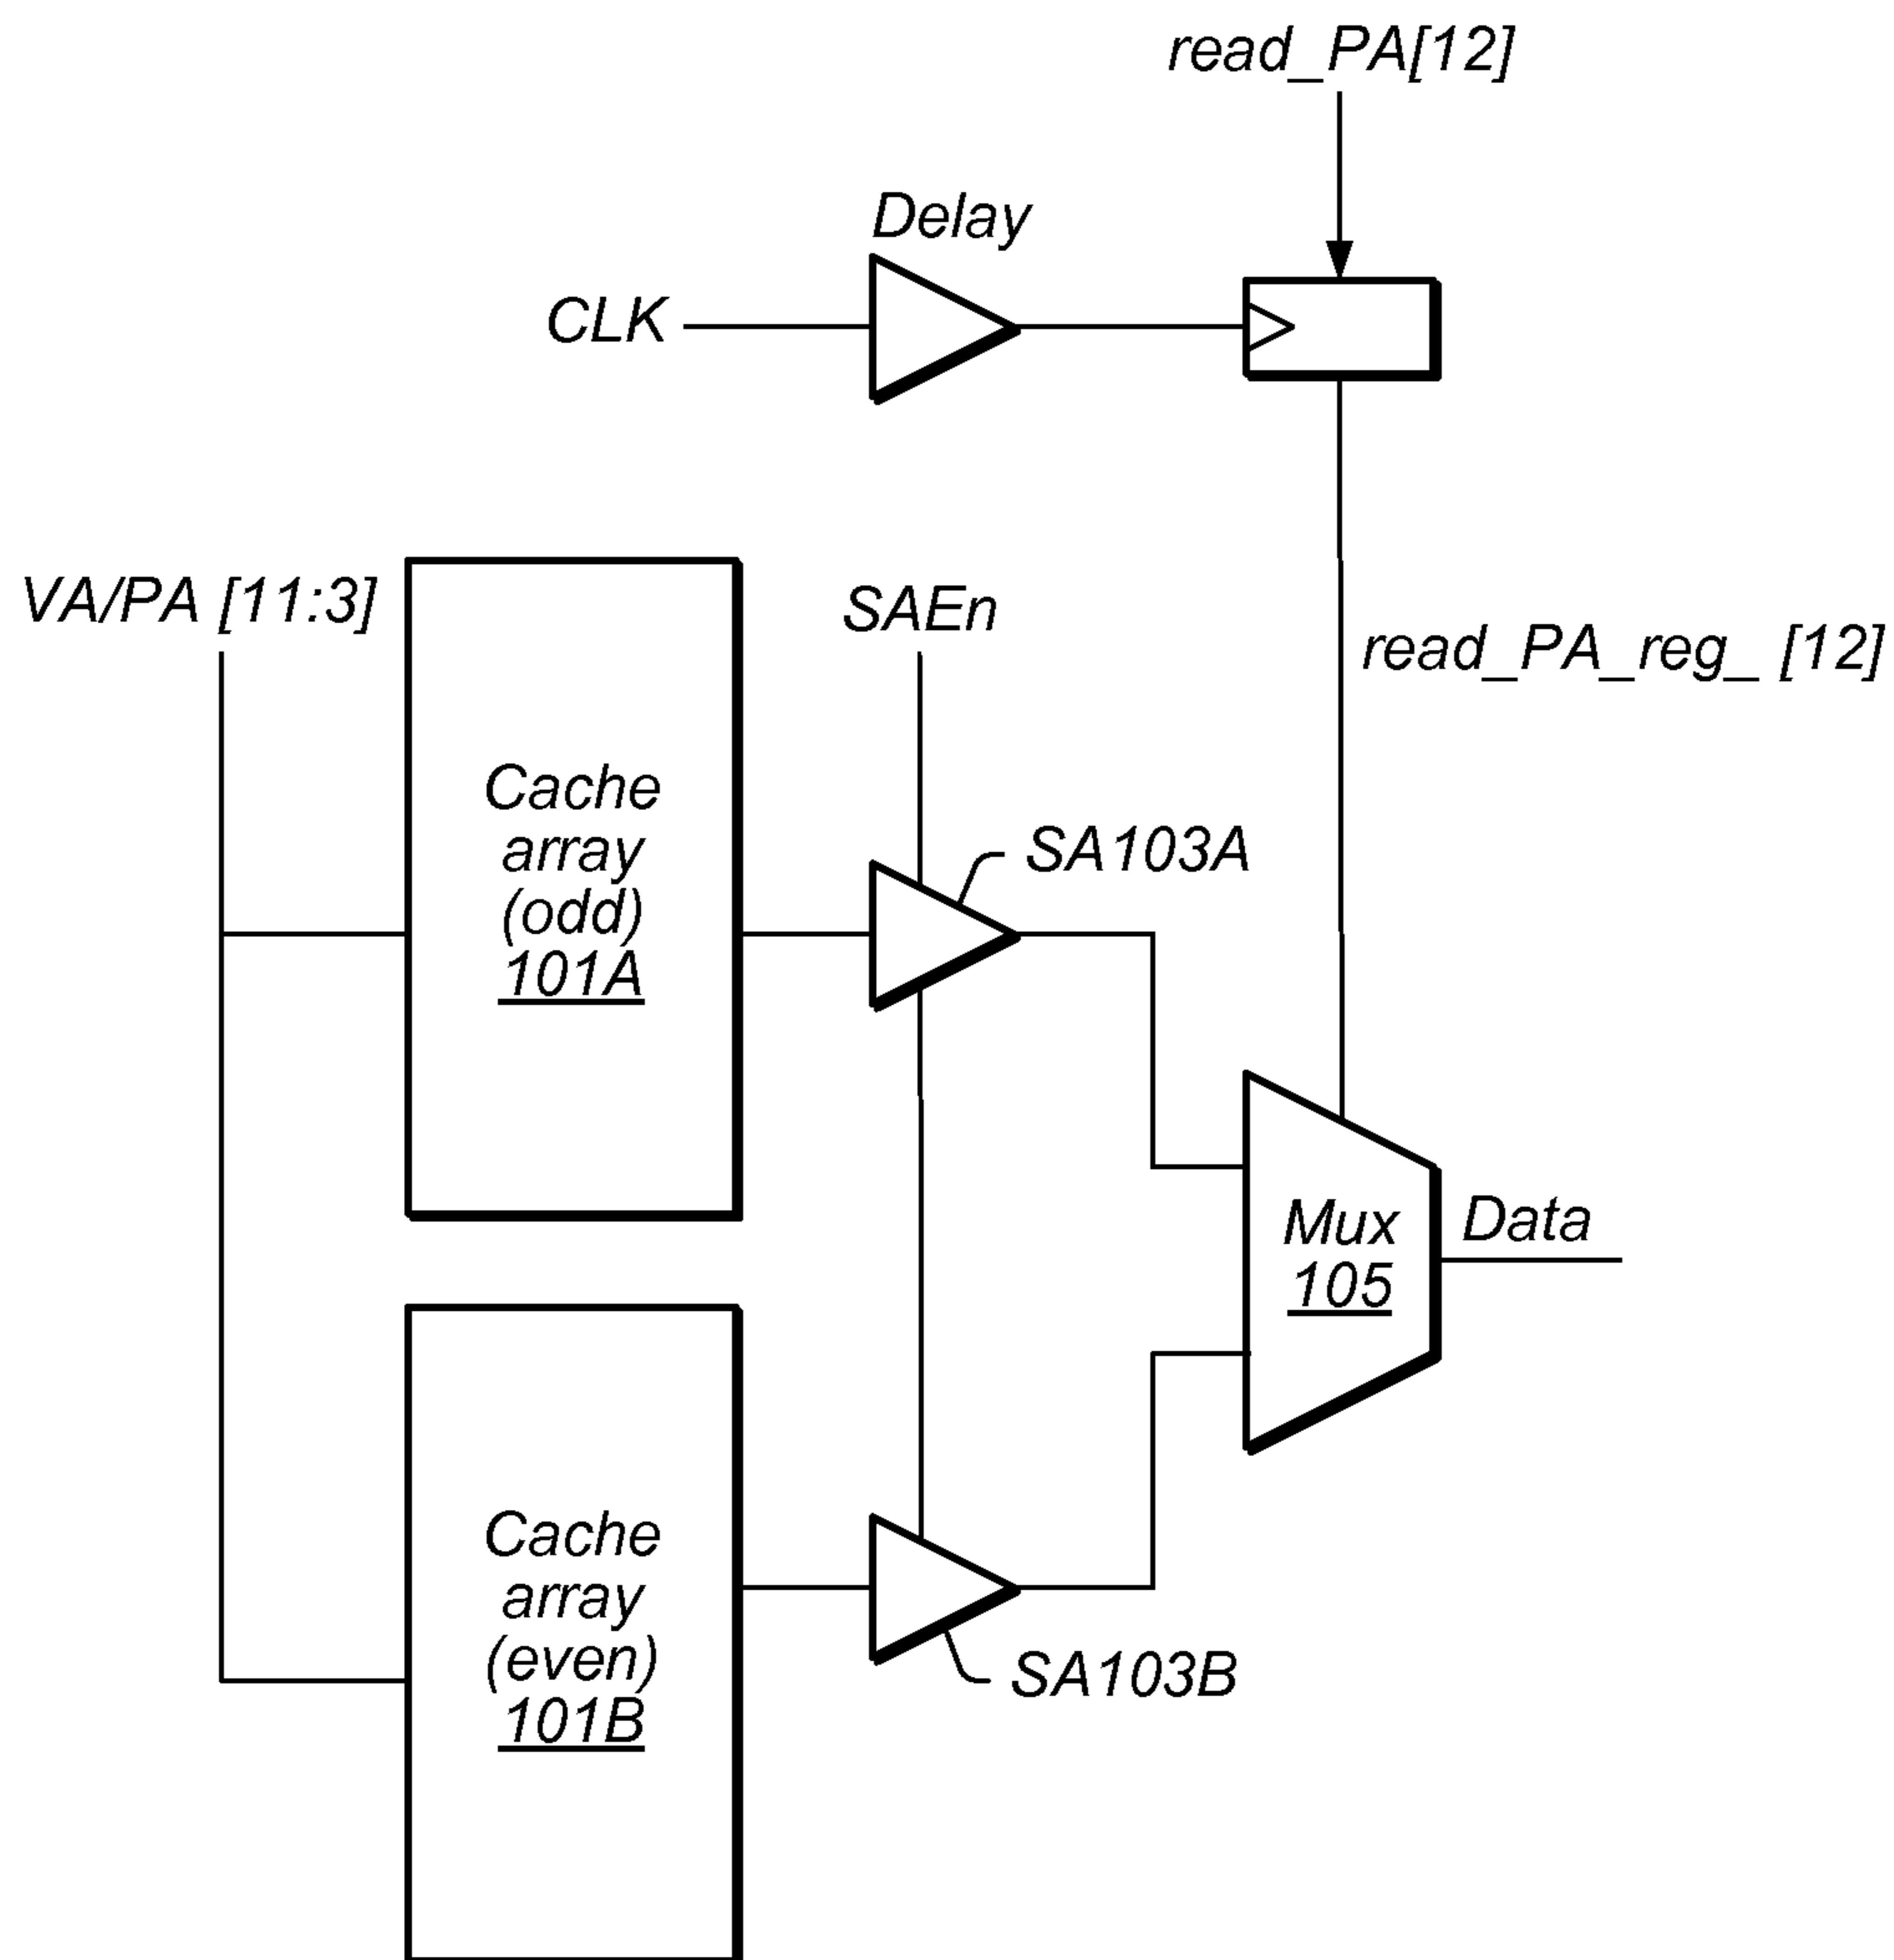 read_PA[12]
Delay
CLK
VA/PA [11:3]
SAEn
read_PA_reg_ [12]
Cache
array
(odd)
101A
SA103A
Mux
105
Data
Cache
array
(even)
101B
SA103B